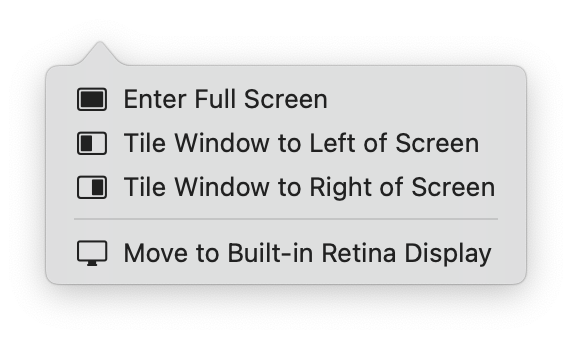 Enter Full Screen
Tile Window to Left of Screen
Tile Window to Right of Screen
Move to Built-in Retina Display